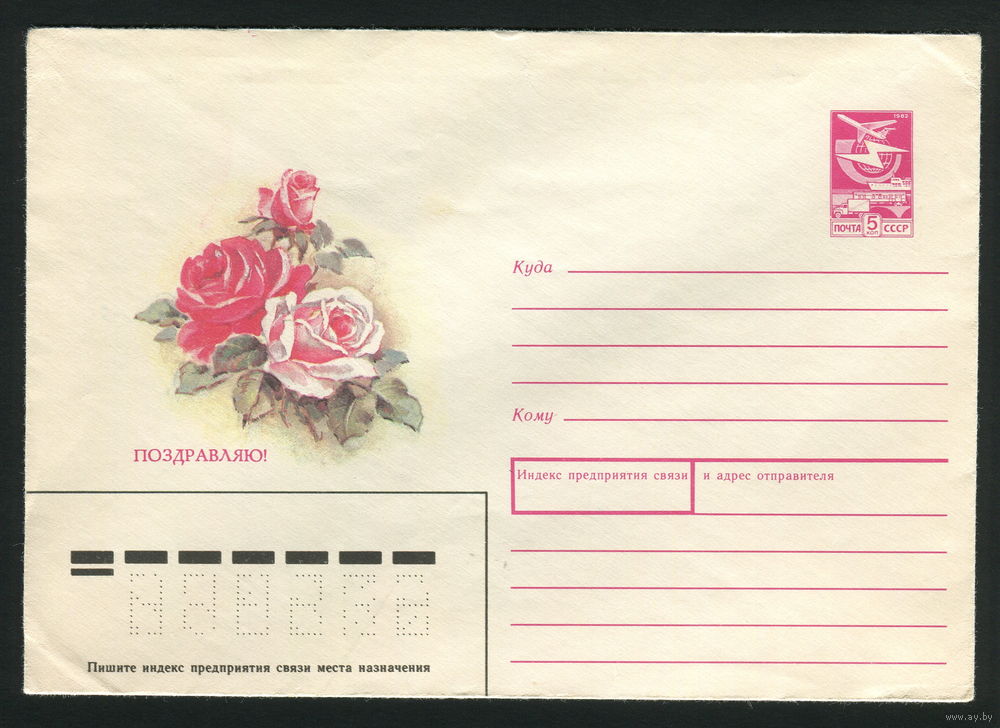 1982
ПОЧТА 5 КОП СССР
Куда
Кому
ПОЗДРАВЛЯЮ!
Индекс предприятия связи и адрес отправителя
Пишите индекс предприятия связи места назначения
www.ay.by